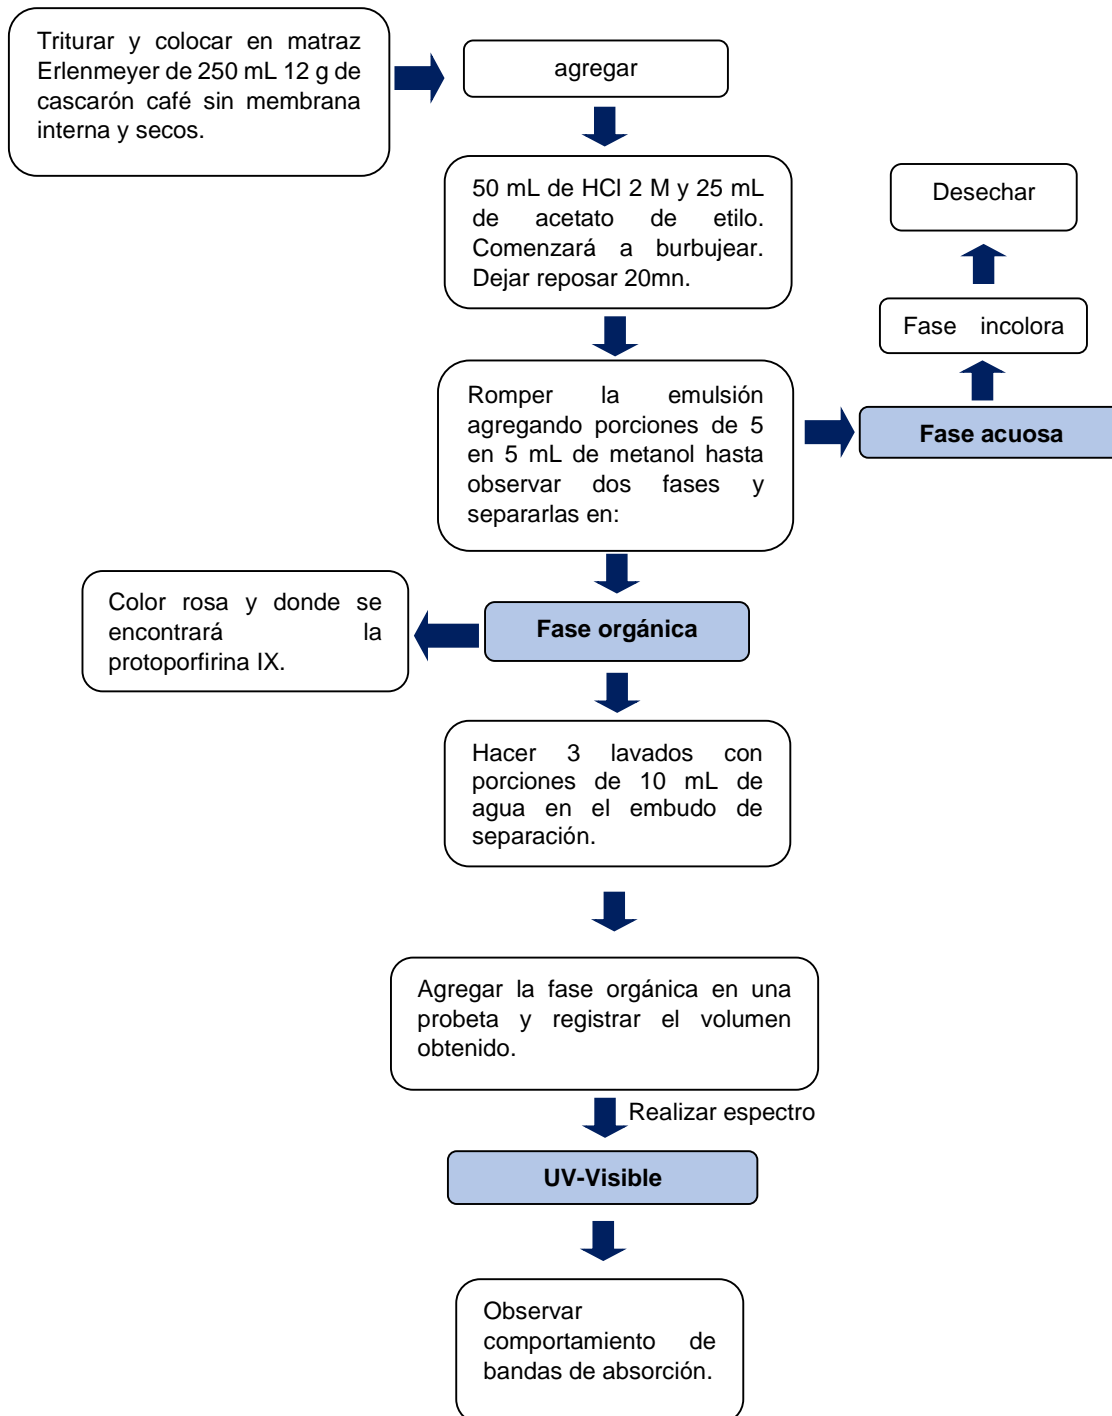 Triturar y colocar en matraz
Erlenmeyer de 250 mL 12 g de
cascarón café sin membrana
interna y secos.
agregar
50 mL de HCl 2 M y 25 mL
de acetato de etilo.
Comenzará a burbujear.
Dejar reposar 20mn.
Desechar
Fase incolora
Romper la emulsión
agregando porciones de 5
en 5 mL de metanol hasta
observar dos fases y
separarlas en:
Fase acuosa
Color rosa y donde se
encontrará la
protoporfirina IX.
Fase orgánica
Hacer 3 lavados con
porciones de 10 mL de
agua en el embudo de
separación.
Agregar la fase orgánica en una
probeta y registrar el volumen
obtenido.
Realizar espectro
UV-Visible
Observar
comportamiento de
bandas de absorción.